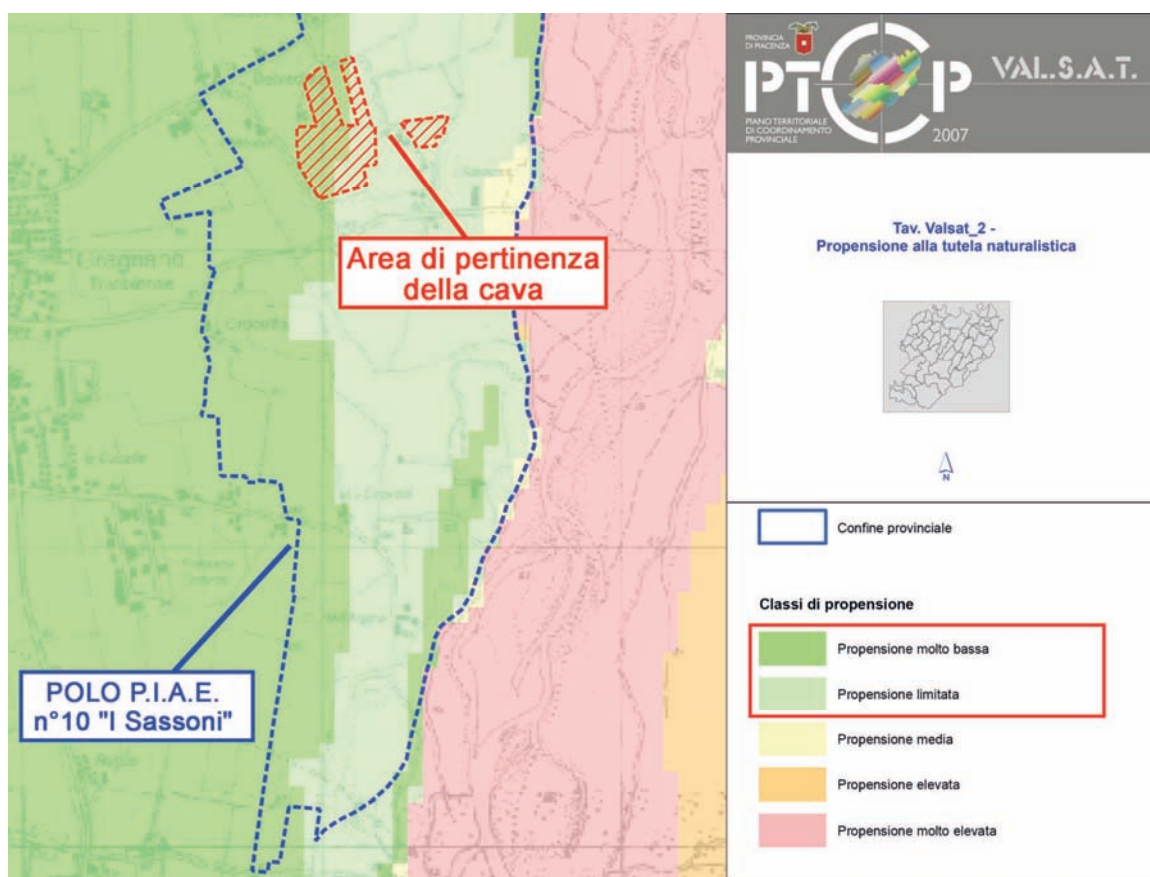 Area di pertinenza
della cava
POLO P.I.A.E.
n°10 "I Sassoni"
PROVINCIA
DI PIACENZA
PTCP
PIANO TERRITORIALE
DI COORDINAMENTO
PROVINCIALE
2007
VAL.S.A.T.
Tav. Valsat_2 -
Propensione alla tutela naturalistica
N
Confine provinciale
Classi di propensione
Propensione molto bassa
Propensione limitata
Propensione media
Propensione elevata
Propensione molto elevata